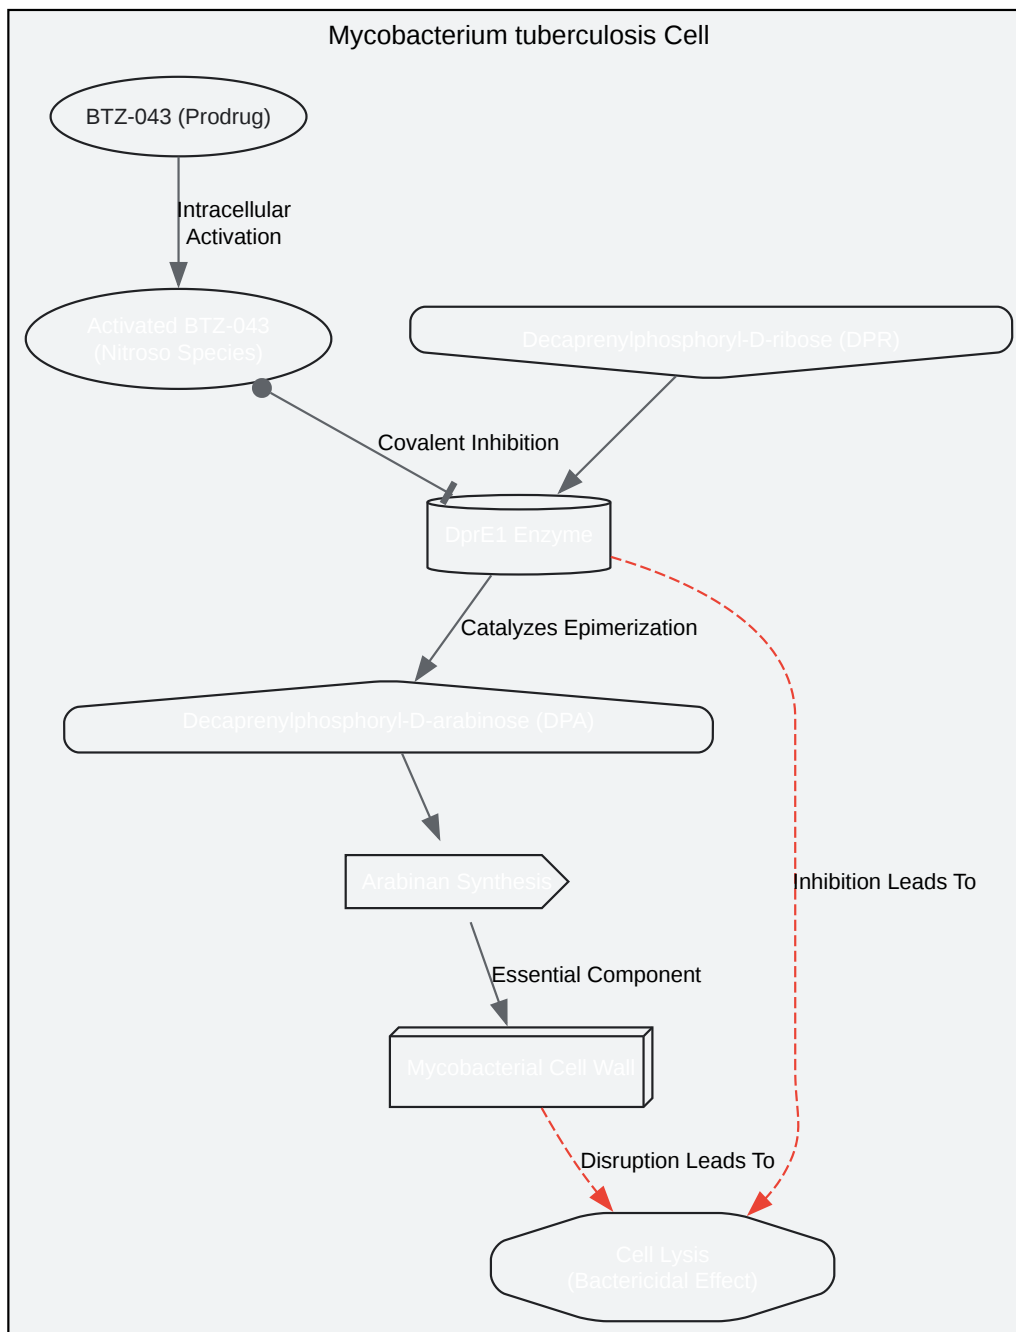 Mycobacterium tuberculosis Cell
BTZ-043 (Prodrug)
Intracellular
Activation
Activated BTZ-043
(Nitroso Species)
Decaprenylphosphoryl-D-ribose (DPR)
Covalent Inhibition
DprE1 Enzyme
Catalyzes Epimerization
Decaprenylphosphoryl-D-arabinose (DPA)
Arabinan Synthesis
Inhibition Leads To
Essential Component
Mycobacterial Cell Wall
Disruption Leads To
Cell Lysis
(Bactericidal Effect)